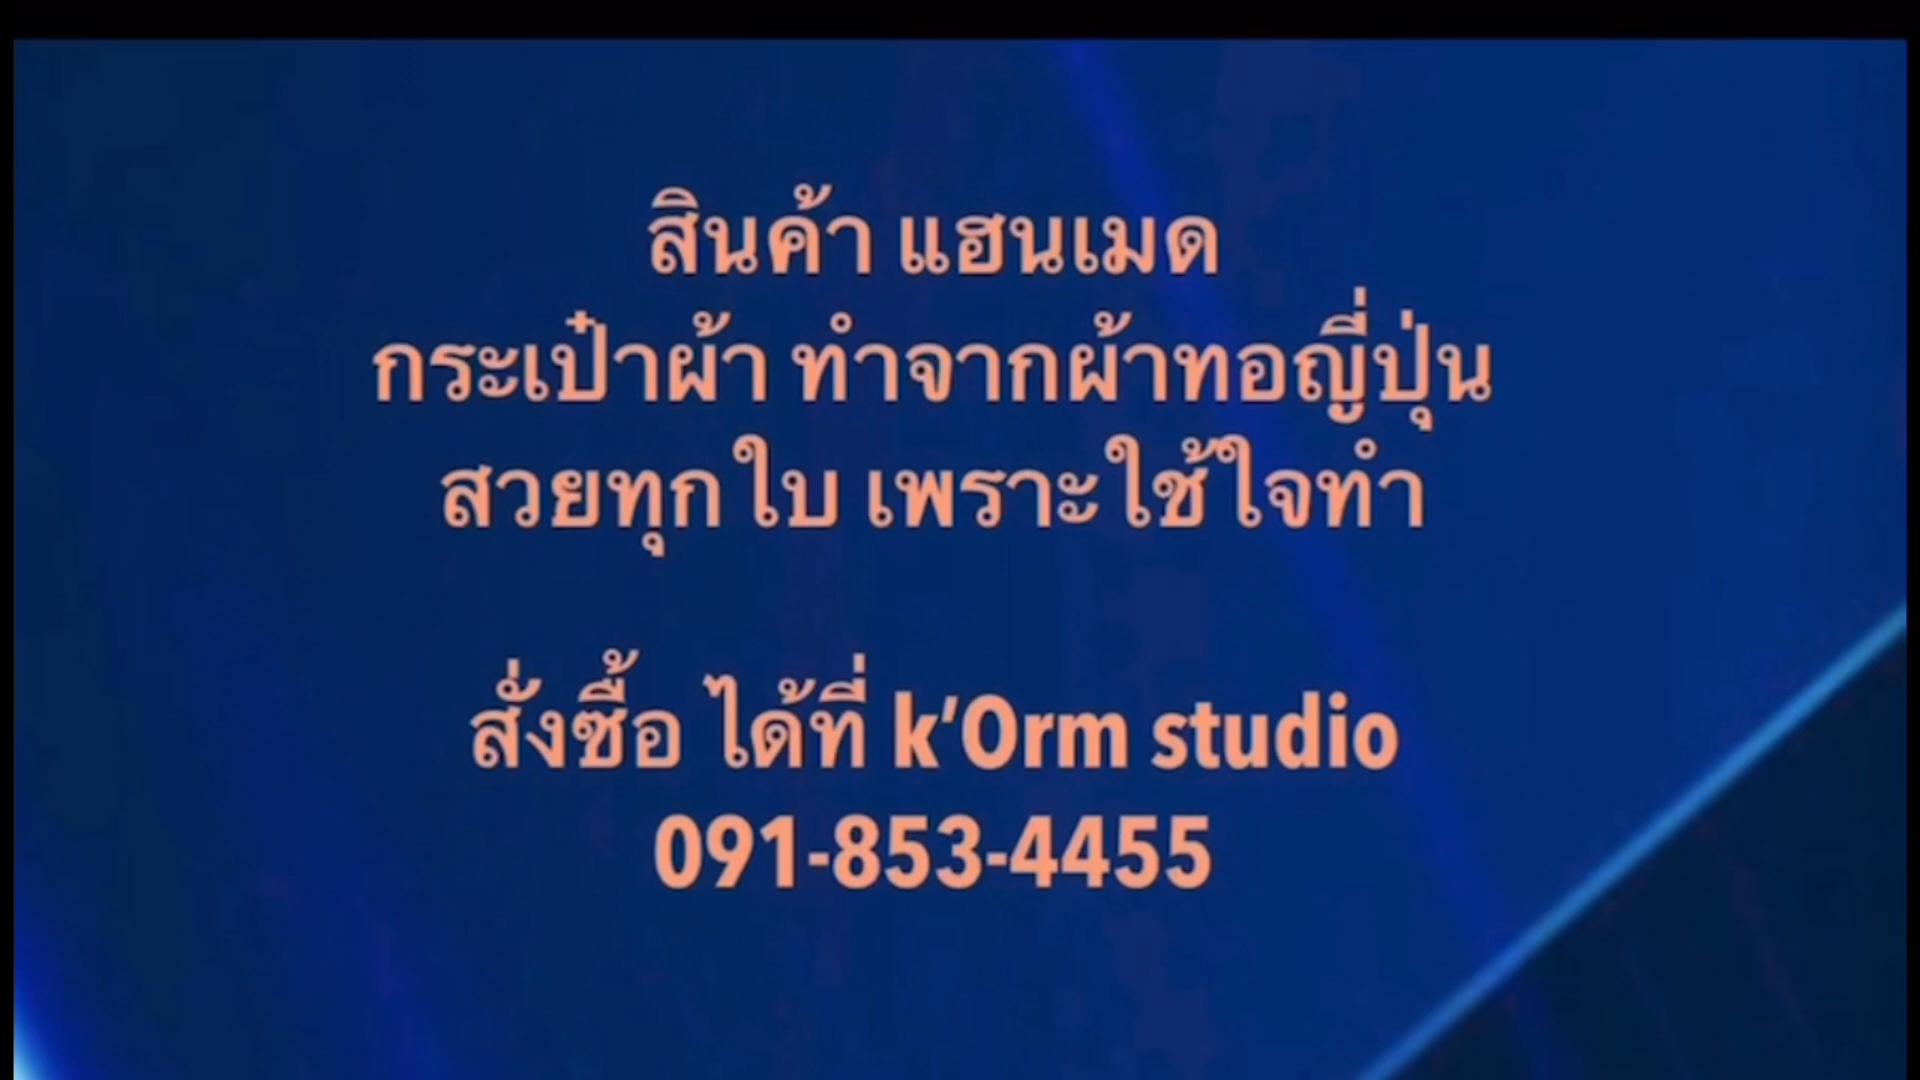 สินค้า แฮนเมด
กระเป๋าผ้า ทำจากผ้าทอญี่ปุ่น
สวยทุกใบ เพราะใช้ใจทำ
สั่งซื้อ ได้ที่ k’Orm studio
091-853-4455